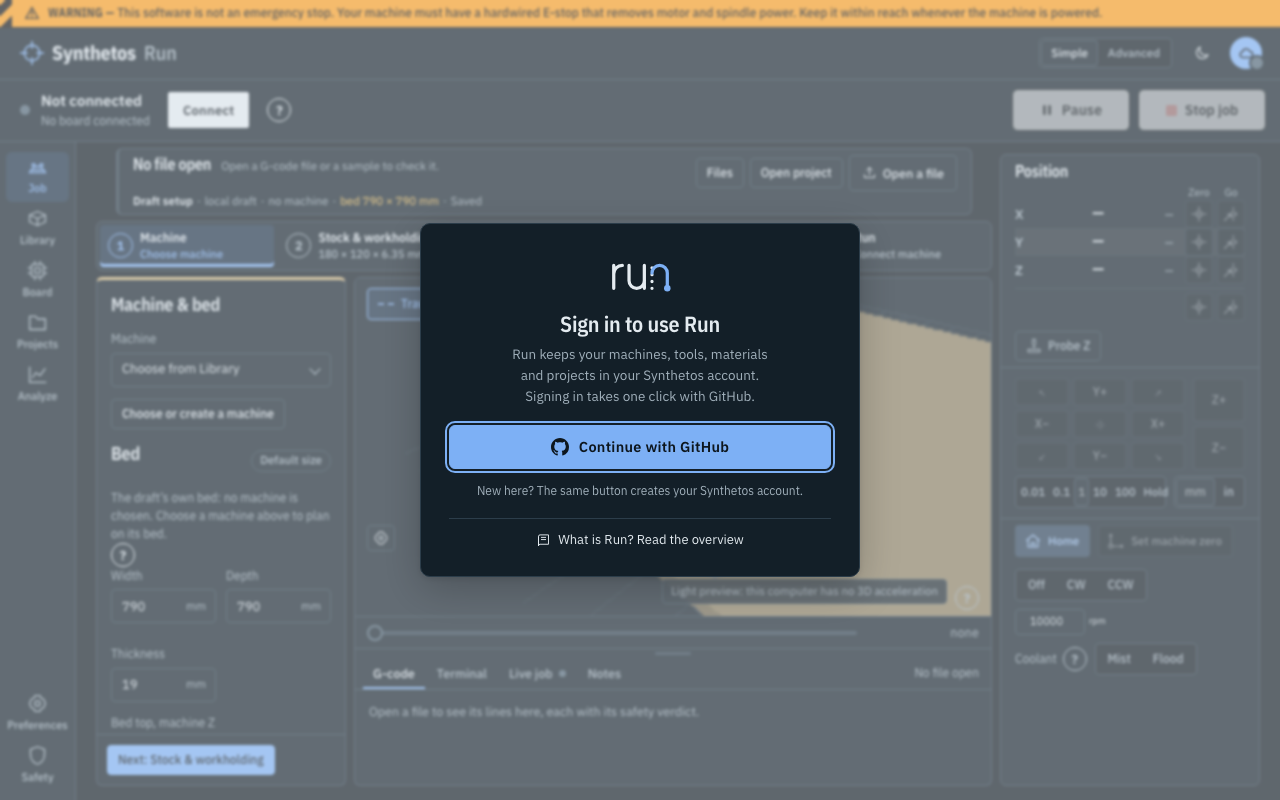 WARNING — This software is not an emergency stop. Your machine must have a hardwired E-stop that removes motor and spindle power. Keep it within reach whenever the machine is powered.
Synthetos Run
Simple Advanced
Not connected
No board connected
Connect
?
Pause
Stop job
Job
Library
Board
Projects
Analyze
Preferences
Safety
No file open Open a G-code file or a sample to check it.
Files
Open project
Open a file
Draft setup · local draft · no machine · bed 790 × 790 mm · Saved
1 Machine
Choose machine
2 Stock & workholdi
180 × 120 × 6.35 m
onnect machine
Machine & bed
Machine
Choose from Library
Choose or create a machine
Bed
Default size
The draft's own bed: no machine is
chosen. Choose a machine above to plan
on its bed.
?
Width
Depth
790 mm
790 mm
Thickness
19 mm
Bed top, machine Z
Next: Stock & workholding
run
Sign in to use Run
Run keeps your machines, tools, materials
and projects in your Synthetos account.
Signing in takes one click with GitHub.
Continue with GitHub
New here? The same button creates your Synthetos account.
What is Run? Read the overview
Light preview: this computer has no 3D acceleration
?
none
G-code Terminal Live job Notes
No file open
Open a file to see its lines here, each with its safety verdict.
Position
Zero Go
X — –
Y — –
Z — –
Probe Z
Y+
Z+
X- X+
Y-
Z-
0.01 0.1 1 10 100 Hold
mm in
Home
Set machine zero
Off CW CCW
10000 rpm
Coolant ? Mist Flood